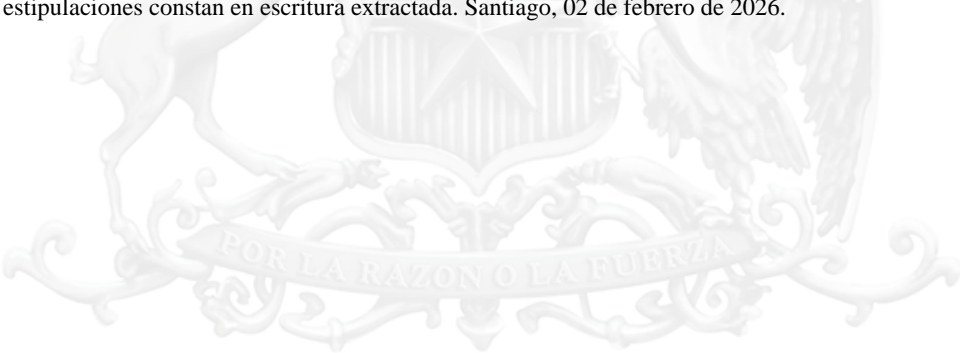 estipulaciones constan en escritura extractada. Santiago, 02 de febrero de 2026.
POR LA RAZON O LA FUERZA